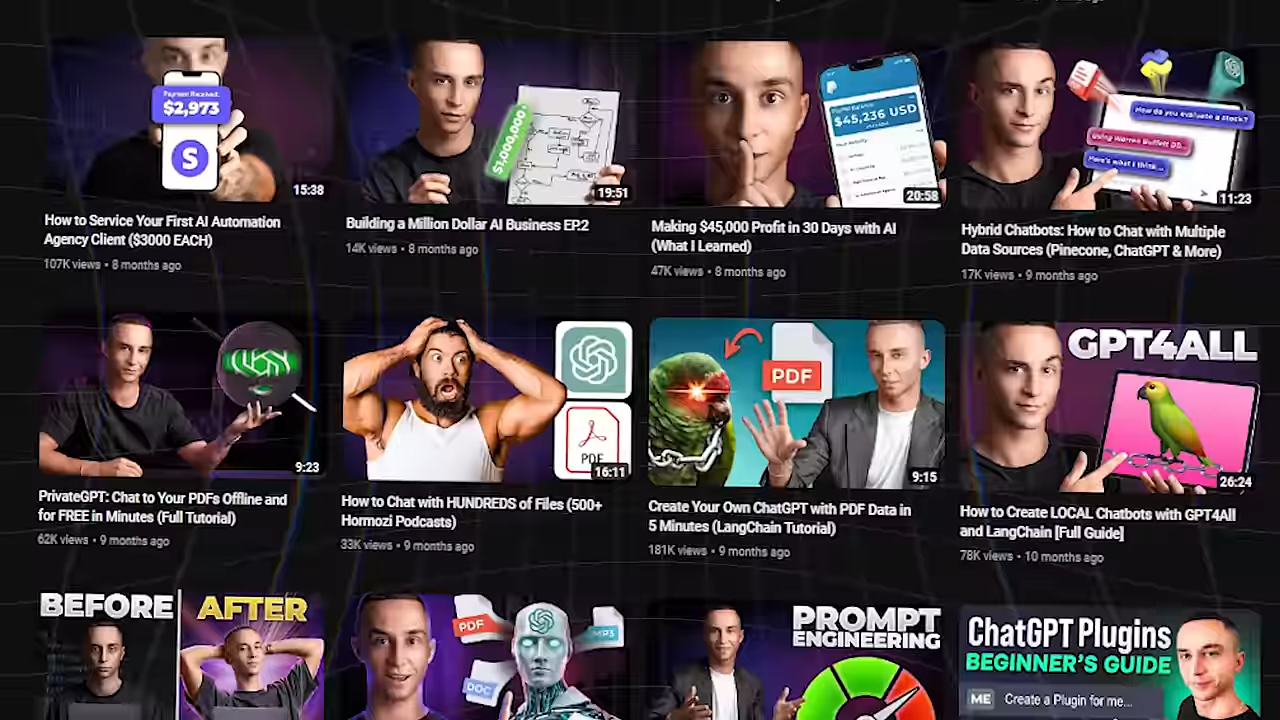 Payment Received:
$2,973
S
15:38
How to Service Your First AI Automation
Agency Client ($3000 EACH)
107K views • 8 months ago
$1,000,000
19:51
Building a Million Dollar AI Business EP.2
14K views • 8 months ago
$45,236 USD
20:58
Making $45,000 Profit in 30 Days with AI
(What I Learned)
47K views • 8 months ago
How do you evaluate a stock?
Using Warren Buffett DB...
Here's what I think...
11:23
Hybrid Chatbots: How to Chat with Multiple
Data Sources (Pinecone, ChatGPT & More)
17K views • 9 months ago
9:23
PrivateGPT: Chat to Your PDFs Offline and
for FREE in Minutes (Full Tutorial)
62K views • 9 months ago
PDF
16:11
How to Chat with HUNDREDS of Files (500+
Hormozi Podcasts)
33K views • 9 months ago
PDF
9:15
Create Your Own ChatGPT with PDF Data in
5 Minutes (LangChain Tutorial)
181K views • 9 months ago
GPT4ALL
26:24
How to Create LOCAL Chatbots with GPT4All
and LangChain [Full Guide]
78K views • 10 months ago
BEFORE
AFTER
PDF
MP3
DOC
PROMPT
ENGINEERING
ChatGPT Plugins
BEGINNER'S GUIDE
ME Create a Plugin for me...